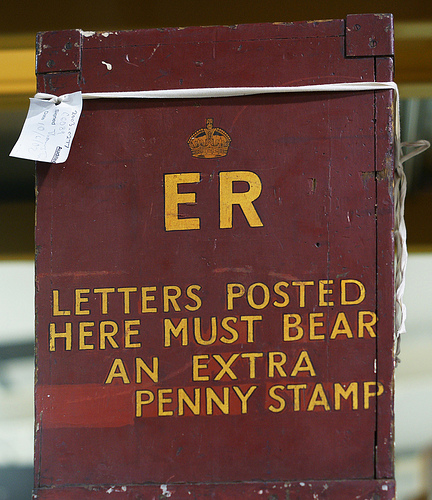 ER
LETTERS POSTED
HERE MUST BEAR
AN EXTRA
PENNY STAMP